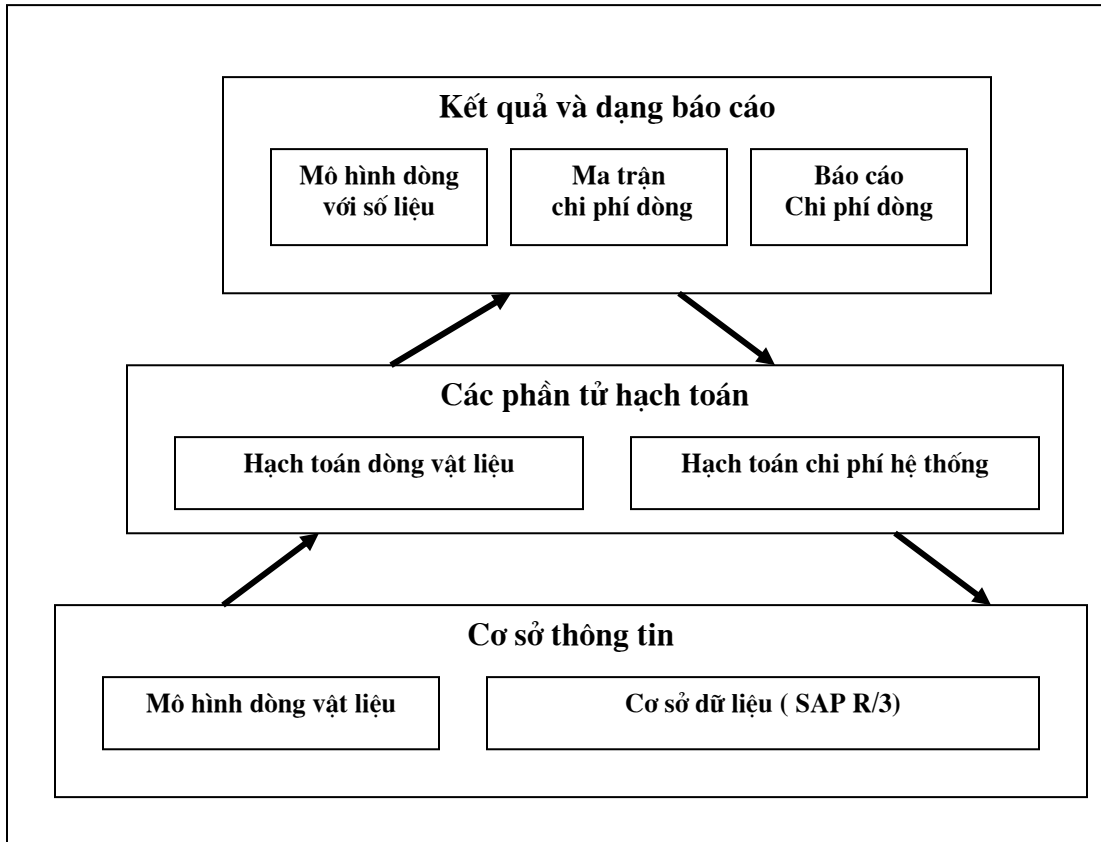 Kết quả và dạng báo cáo
Mô hình dòng
với số liệu
Ma trận
chi phí dòng
Báo cáo
Chi phí dòng
Các phần tử hạch toán
Hạch toán dòng vật liệu
Hạch toán chi phí hệ thống
Cơ sở thông tin
Mô hình dòng vật liệu
Cơ sở dữ liệu ( SAP R/3)